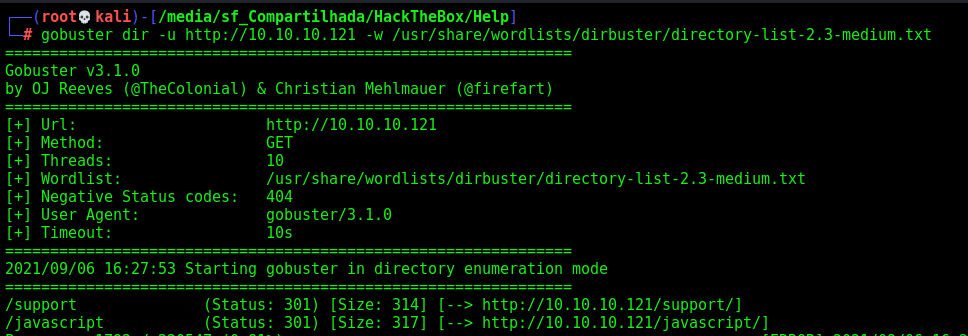 ┌──(root💀kali)-[/media/sf_Compartilhada/HackTheBox/Help]
└─# gobuster dir -u http://10.10.10.121 -w /usr/share/wordlists/dirbuster/directory-list-2.3-medium.txt
===============================================================
Gobuster v3.1.0
by OJ Reeves (@TheColonial) & Christian Mehlmauer (@firefart)
===============================================================
[+] Url:                     http://10.10.10.121
[+] Method:                  GET
[+] Threads:                 10
[+] Wordlist:                /usr/share/wordlists/dirbuster/directory-list-2.3-medium.txt
[+] Negative Status codes:   404
[+] User Agent:              gobuster/3.1.0
[+] Timeout:                 10s
===============================================================
2021/09/06 16:27:53 Starting gobuster in directory enumeration mode
===============================================================
/support              (Status: 301) [Size: 314] [--> http://10.10.10.121/support/]
/javascript           (Status: 301) [Size: 317] [--> http://10.10.10.121/javascript/]